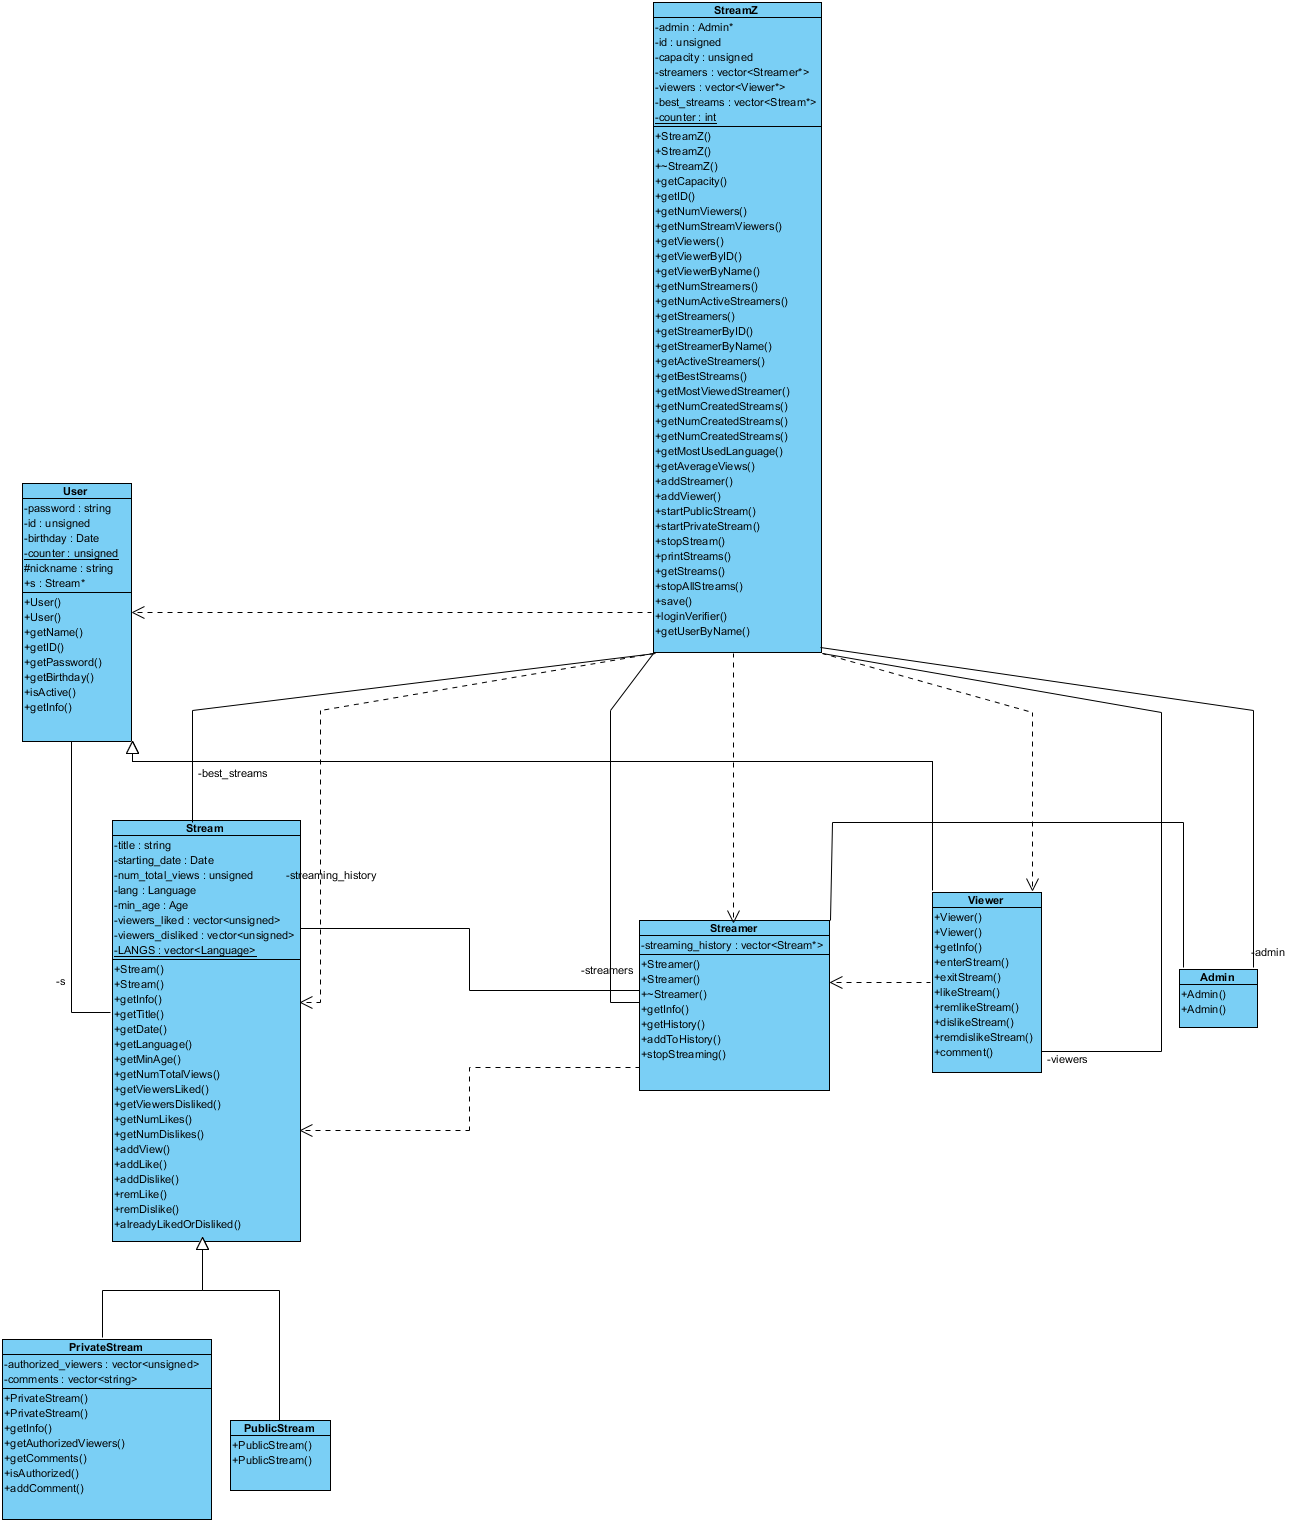 StreamZ
-admin : Admin*
-id : unsigned
-capacity : unsigned
-streamers : vector<Streamer*>
-viewers : vector<Viewer*>
-best_streams : vector<Stream*>
-counter : int
+StreamZ()
+StreamZ()
+~StreamZ()
+getCapacity()
+getID()
+getNumViewers()
+getNumStreamViewers()
+getViewers()
+getViewerByID()
+getViewerByName()
+getNumStreamers()
+getNumActiveStreamers()
+getStreamers()
+getStreamerByID()
+getStreamerByName()
+getActiveStreamers()
+getBestStreams()
+getMostViewedStreamer()
+getNumCreatedStreams()
+getNumCreatedStreams()
+getNumCreatedStreams()
+getMostUsedLanguage()
+getAverageViews()
+addStreamer()
+addViewer()
+startPublicStream()
+startPrivateStream()
+stopStream()
+printStreams()
+getStreams()
+stopAllStreams()
+save()
+loginVerifier()
+getUserByName()
User
-password : string
-id : unsigned
-birthday : Date
-counter : unsigned
#nickname : string
+s : Stream*
+User()
+User()
+getName()
+getID()
+getPassword()
+getBirthday()
+isActive()
+getInfo()
-best_streams
Stream
-title : string
-starting_date : Date
-num_total_views : unsigned
-lang : Language
-min_age : Age
-viewers_liked : vector<unsigned>
-viewers_disliked : vector<unsigned>
-LANGS : vector<Language>
+Stream()
+Stream()
+getInfo()
+getTitle()
+getDate()
+getLanguage()
+getMinAge()
+getNumTotalViews()
+getViewersLiked()
+getViewersDisliked()
+getNumLikes()
+getNumDislikes()
+addView()
+addLike()
+addDislike()
+remLike()
+remDislike()
+alreadyLikedOrDisliked()
-s
-streaming_history
-streamers
Streamer
-streaming_history : vector<Stream*>
+Streamer()
+Streamer()
+~Streamer()
+getInfo()
+getHistory()
+addToHistory()
+stopStreaming()
Viewer
+Viewer()
+Viewer()
+getInfo()
+enterStream()
+exitStream()
+likeStream()
+remlikeStream()
+dislikeStream()
+remdislikeStream()
+comment()
-viewers
-admin
Admin
+Admin()
+Admin()
PrivateStream
-authorized_viewers : vector<unsigned>
-comments : vector<string>
+PrivateStream()
+PrivateStream()
+getInfo()
+getAuthorizedViewers()
+getComments()
+isAuthorized()
+addComment()
PublicStream
+PublicStream()
+PublicStream()